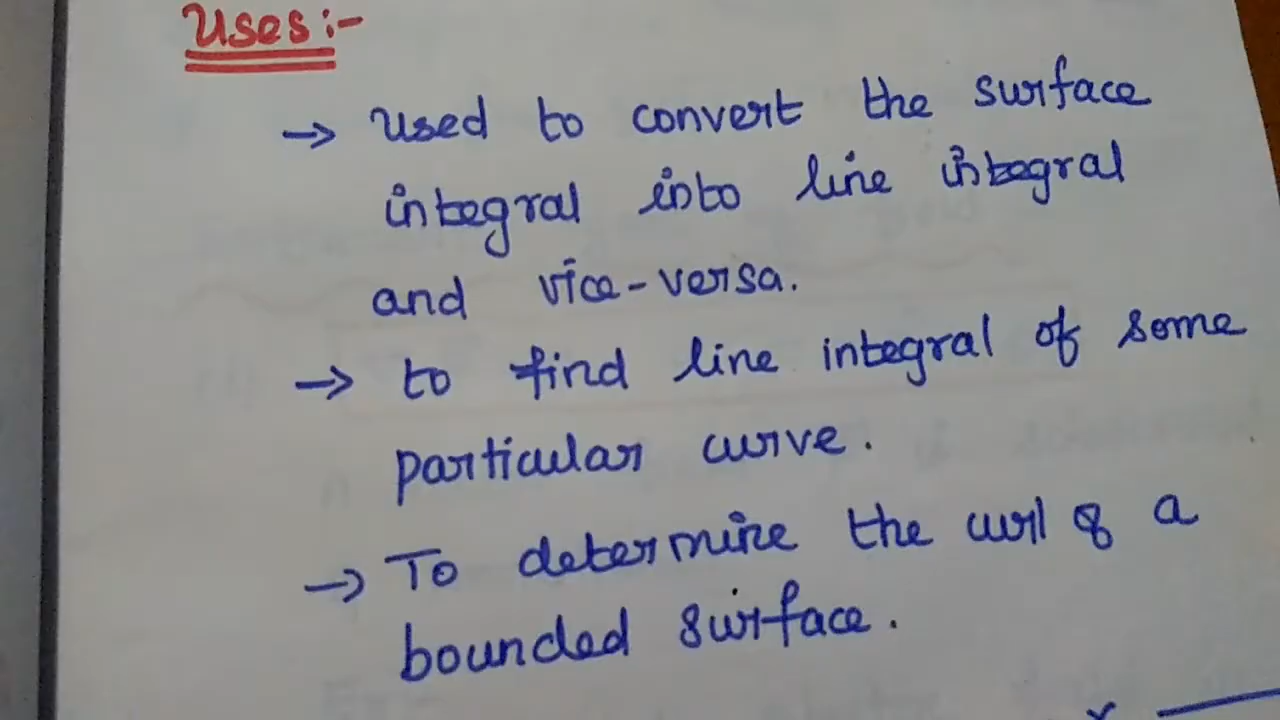 Uses:-
→ used to convert the surface
integral into line integral
and vice-versa.
→ to find line integral of some
particular curve.
→ To determine the curl of a
bounded surface.